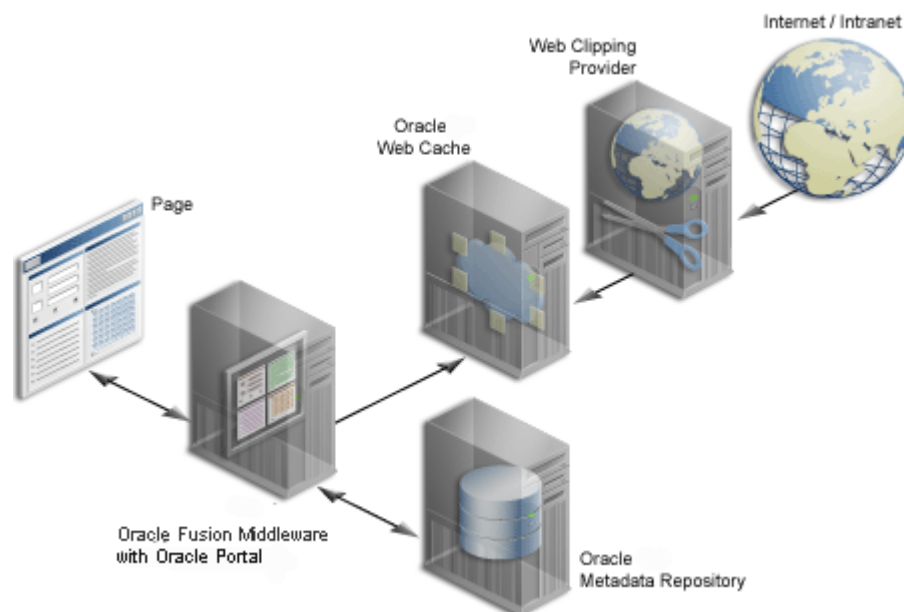 Internet / Intranet
Web Clipping
Provider
Oracle
Web Cache
Page
Oracle Fusion Middleware
with Oracle Portal
Oracle
Metadata Repository